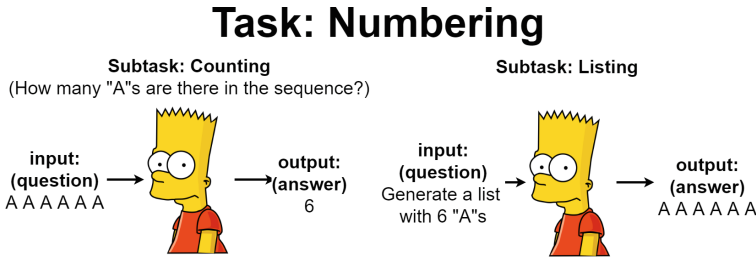 Task: Numbering
Subtask: Counting
(How many "A"s are there in the sequence?)
input:
(question)
A A A A A A
output:
(answer)
6
Subtask: Listing
input:
(question)
Generate a list
with 6 "A"s
output:
(answer)
A A A A A A